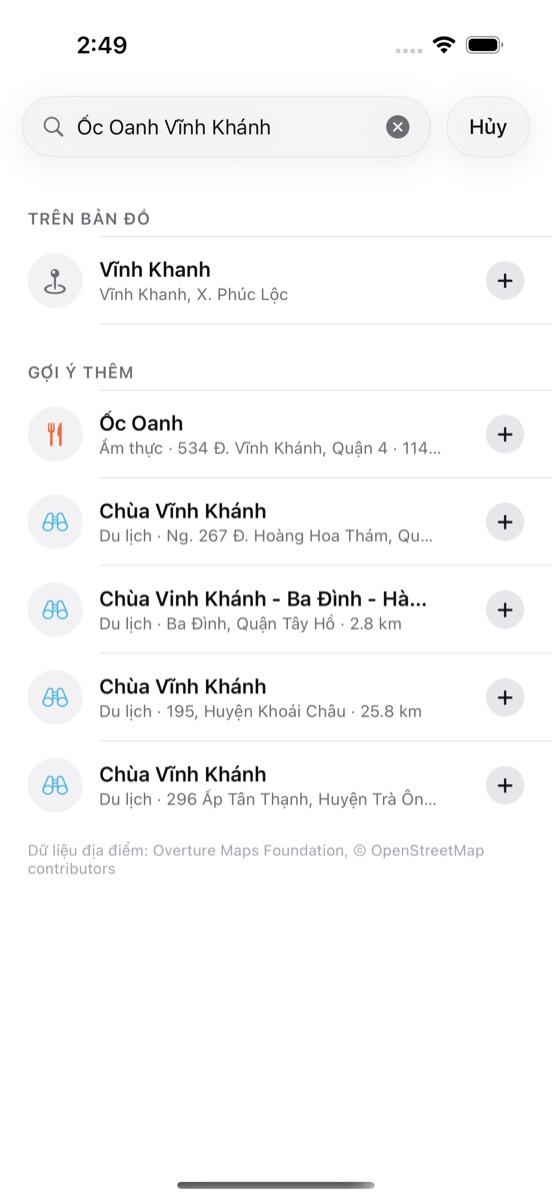 2:49
Ốc Oanh Vĩnh Khánh
Hủy
TRÊN BẢN ĐỒ
Vĩnh Khanh
Vĩnh Khanh, X. Phúc Lộc
GỢI Ý THÊM
Ốc Oanh
Ẩm thực · 534 Đ. Vĩnh Khánh, Quận 4 · 114...
Chùa Vĩnh Khánh
Du lịch · Ng. 267 Đ. Hoàng Hoa Thám, Qu...
Chùa Vinh Khánh - Ba Đình - Hà...
Du lịch · Ba Đình, Quận Tây Hồ · 2.8 km
Chùa Vĩnh Khánh
Du lịch · 195, Huyện Khoái Châu · 25.8 km
Chùa Vĩnh Khánh
Du lịch · 296 Ấp Tân Thạnh, Huyện Trà Ôn...
Dữ liệu địa điểm: Overture Maps Foundation, © OpenStreetMap
contributors